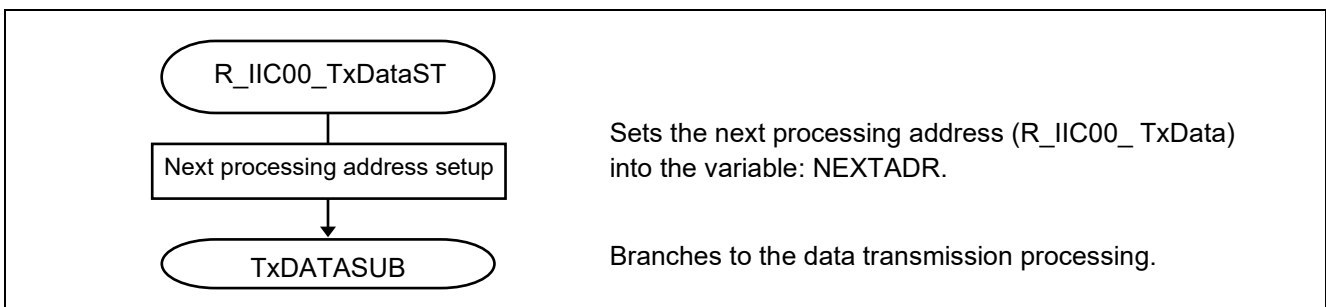 R_IIC00_TxDataST
Next processing address setup
Sets the next processing address (R_IIC00_ TxData)
into the variable: NEXTADR.
TxDATASUB
Branches to the data transmission processing.